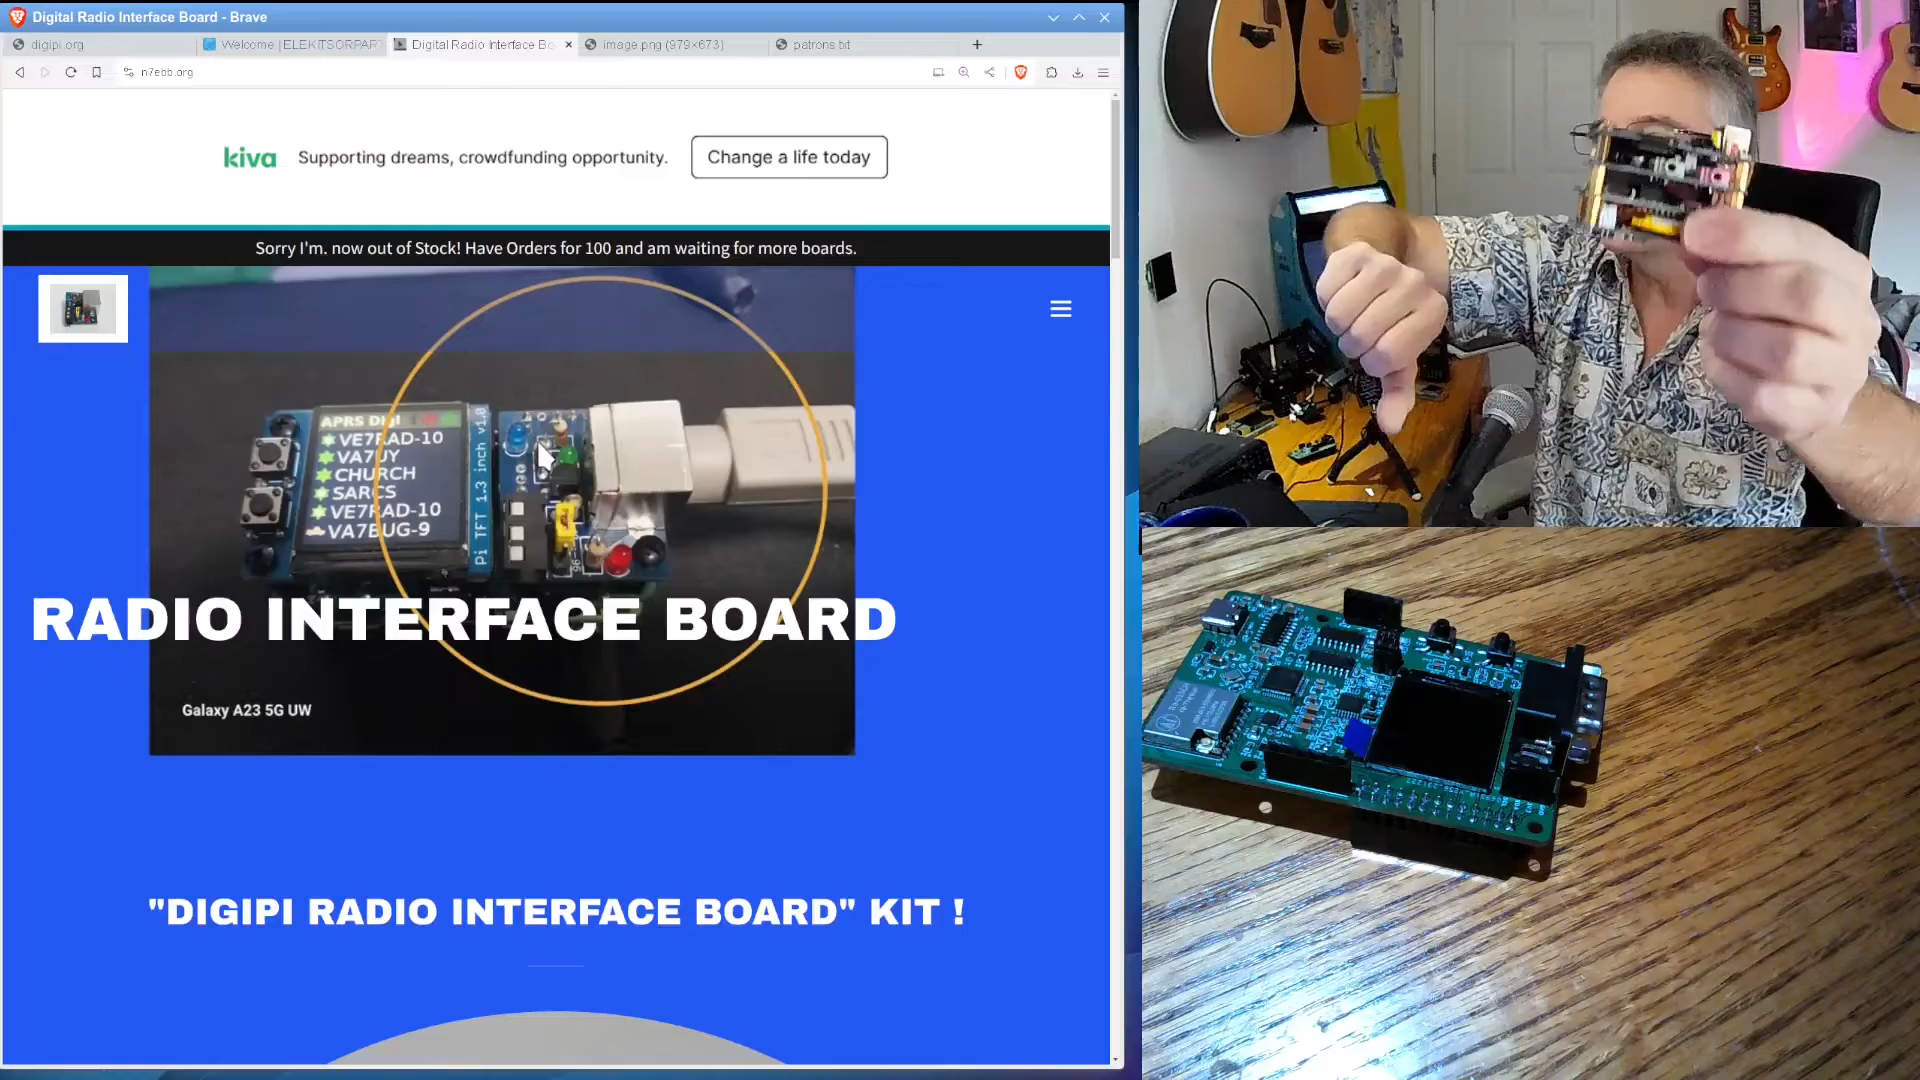 Digital Radio Interface Board - Brave
digipi.org
Welcome | ELEKITSORPART
Digital Radio Interface Bo
image.png (979×673)
patrons.txt
n7ebb.org
kiva
Supporting dreams, crowdfunding opportunity.
Change a life today
Sorry I'm. now out of Stock! Have Orders for 100 and am waiting for more boards.
APRS Digi
VE7RAD-10
VA7UY
CHURCH
SARCS
VE7RAD-10
VA7BUG-9
Pi TFT 1.3 inch v1.0
RADIO INTERFACE BOARD
Galaxy A23 5G UW
"DIGIPI RADIO INTERFACE BOARD" KIT !